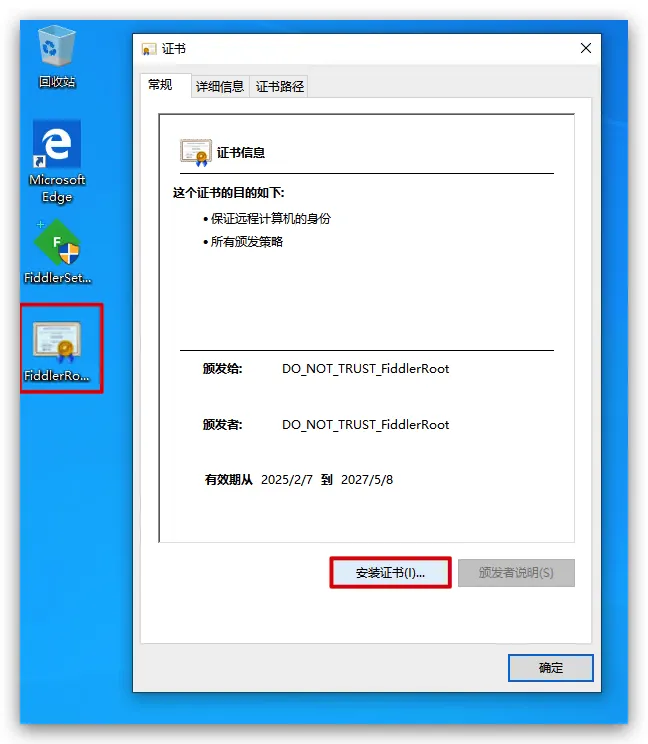 回收站
Microsoft
Edge
FiddlerSet...
FiddlerRo...
证书
常规 详细信息 证书路径
证书信息
这个证书的目的如下:
• 保证远程计算机的身份
• 所有颁发策略
颁发给: DO_NOT_TRUST_FiddlerRoot
颁发者: DO_NOT_TRUST_FiddlerRoot
有效期从 2025/2/7 到 2027/5/8
安装证书(I)... 颁发者说明(S)
确定